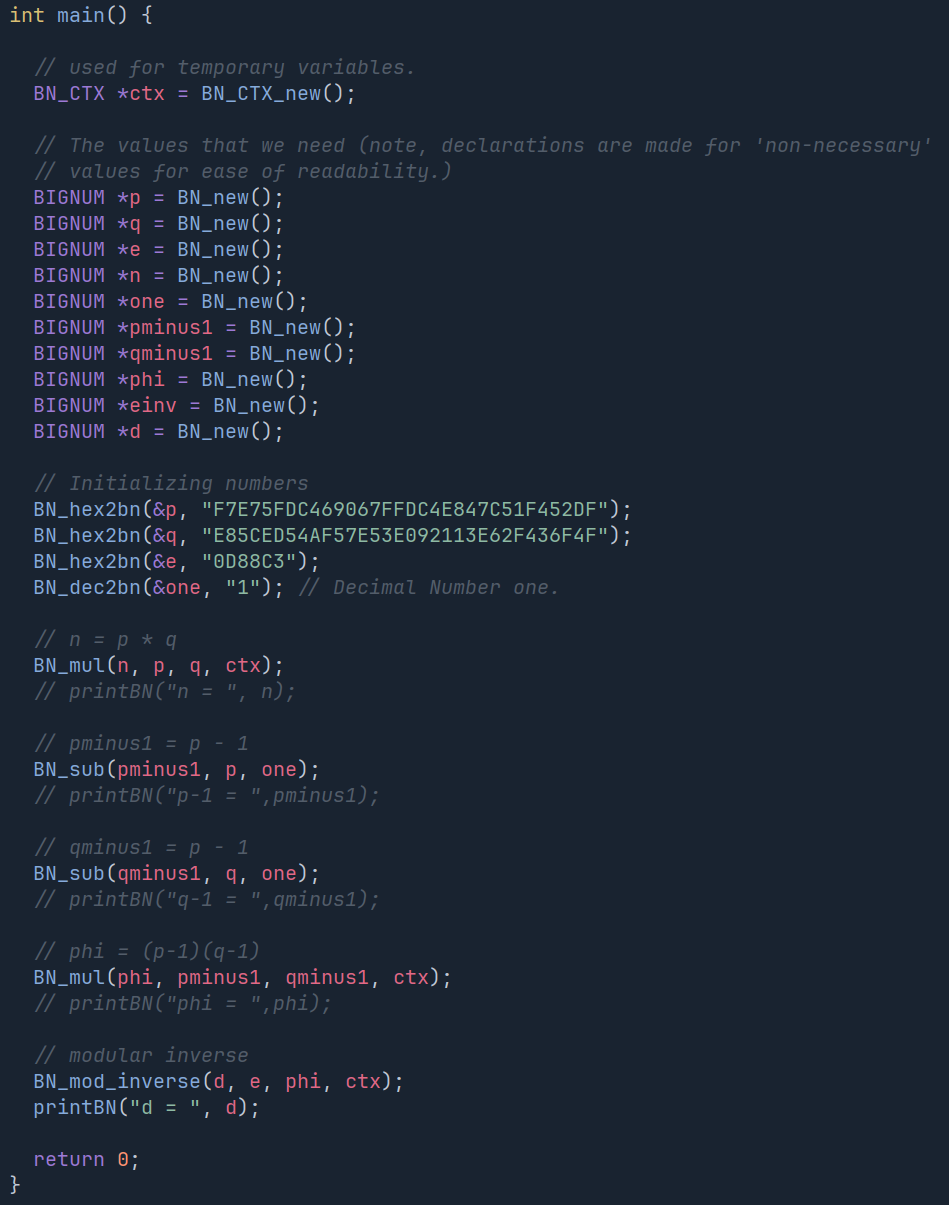 int main() {
// used for temporary variables.
BN_CTX *ctx = BN_CTX_new();
// The values that we need (note, declarations are made for 'non-necessary'
// values for ease of readability.)
BIGNUM *p = BN_new();
BIGNUM *q = BN_new();
BIGNUM *e = BN_new();
BIGNUM *n = BN_new();
BIGNUM *one = BN_new();
BIGNUM *pminus1 = BN_new();
BIGNUM *qminus1 = BN_new();
BIGNUM *phi = BN_new();
BIGNUM *einv = BN_new();
BIGNUM *d = BN_new();
// Initializing numbers
BN_hex2bn(&p, "F7E75FDC469067FFDC4E847C51F452DF");
BN_hex2bn(&q, "E85CED54AF57E53E092113E62F436F4F");
BN_hex2bn(&e, "0D88C3");
BN_dec2bn(&one, "1"); // Decimal Number one.
// n = p * q
BN_mul(n, p, q, ctx);
// printBN("n = ", n);
// pminus1 = p - 1
BN_sub(pminus1, p, one);
// printBN("p-1 = ",pminus1);
// qminus1 = p - 1
BN_sub(qminus1, q, one);
// printBN("q-1 = ",qminus1);
// phi = (p-1)(q-1)
BN_mul(phi, pminus1, qminus1, ctx);
// printBN("phi = ",phi);
// modular inverse
BN_mod_inverse(d, e, phi, ctx);
printBN("d = ", d);
return 0;
}